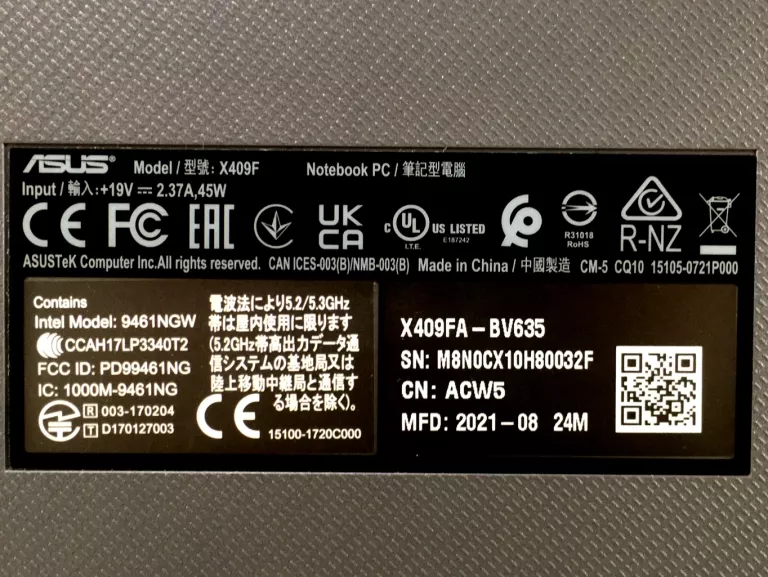 ASUS Model / 型號: X409F Notebook PC / 筆記型電腦
Input / 輸入:+19V⎓ 2.37A,45W
CE FC EAC UK CA c UL US LISTED I.T.E. E187242 R31018 RoHS R-NZ
ASUSTeK Computer Inc.All rights reserved. CAN ICES-003(B)/NMB-003(B) Made in China / 中國製造 CM-5 CQ10 15105-0721P000
Contains
Intel Model: 9461NGW
CCAH17LP3340T2
FCC ID: PD99461NG
IC: 1000M-9461NG
R 003-170204
T D170127003
電波法により5.2/5.3GHz
帯は屋内使用に限ります
(5.2GHz帯高出力データ通
信システムの基地局又は
陸上移動中継局と通信す
る場合を除く)。
CE 15100-1720C000
X409FA-BV635
SN: M8N0CX10H80032F
CN: ACW5
MFD: 2021-08 24M